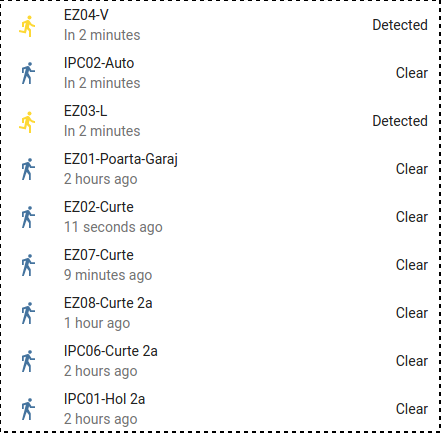 EZ04-V
In 2 minutes
Detected
IPC02-Auto
In 2 minutes
Clear
EZ03-L
In 2 minutes
Detected
EZ01-Poarta-Garaj
2 hours ago
Clear
EZ02-Curte
11 seconds ago
Clear
EZ07-Curte
9 minutes ago
Clear
EZ08-Curte 2a
1 hour ago
Clear
IPC06-Curte 2a
2 hours ago
Clear
IPC01-Hol 2a
2 hours ago
Clear